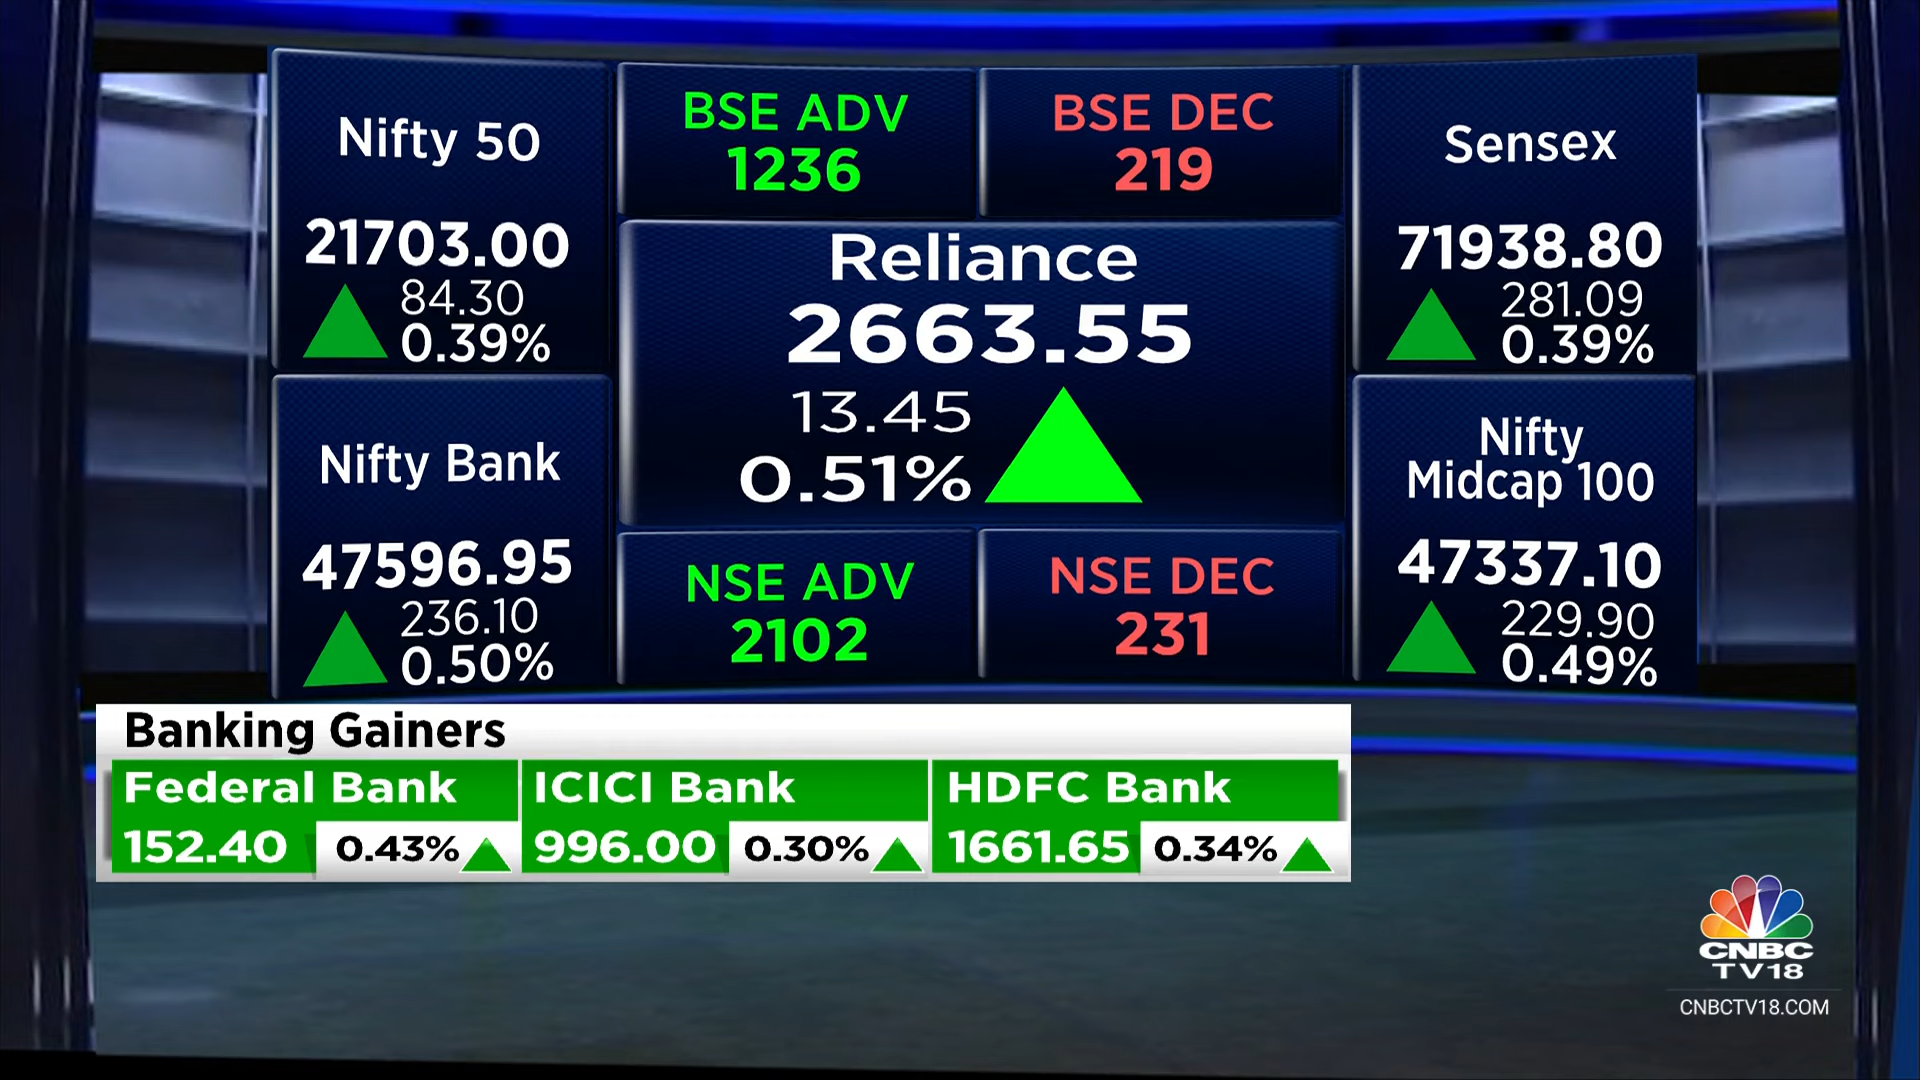 Nifty 50
21703.00
84.30
0.39%
BSE ADV
1236
BSE DEC
219
Sensex
71938.80
281.09
0.39%
Reliance
2663.55
13.45
0.51%
Nifty Bank
47596.95
236.10
0.50%
NSE ADV
2102
NSE DEC
231
Nifty
Midcap 100
47337.10
229.90
0.49%
Banking Gainers
Federal Bank
152.40 0.43%
ICICI Bank
996.00 0.30%
HDFC Bank
1661.65 0.34%
CNBC
TV18
CNBCTV18.COM